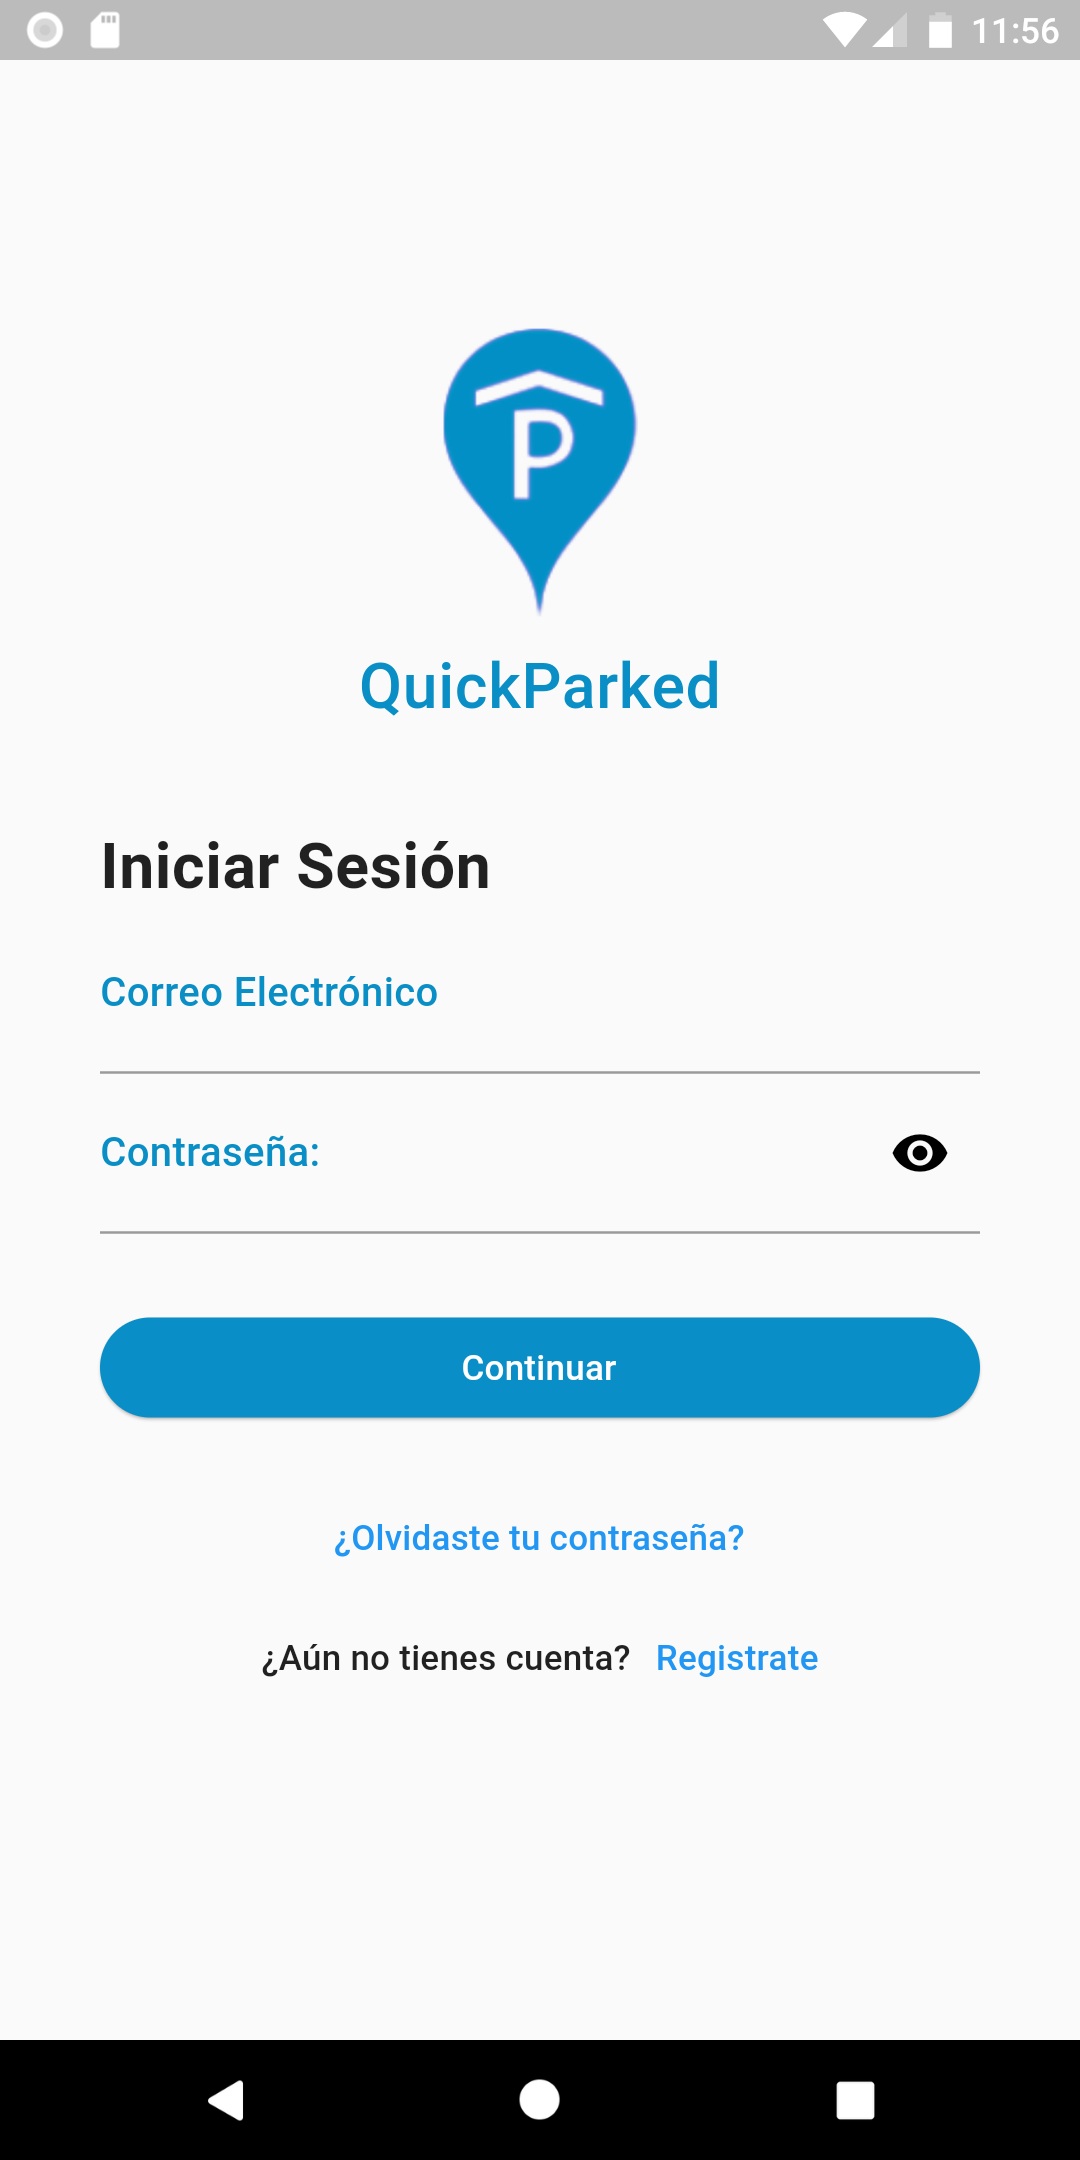 11:56
P
QuickParked
Iniciar Sesión
Correo Electrónico
Contraseña:
Continuar
¿Olvidaste tu contraseña?
¿Aún no tienes cuenta? Registrate